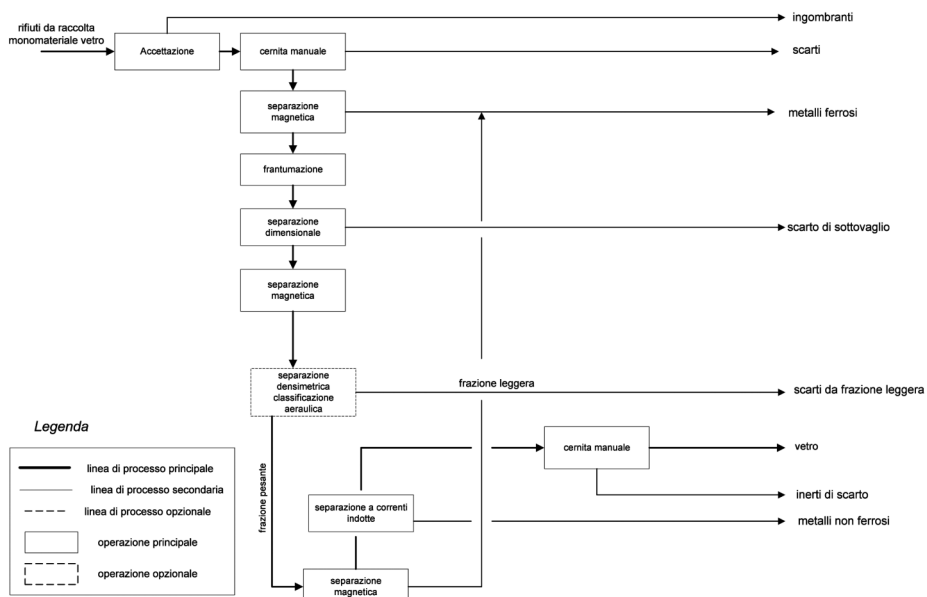 rifiuti da raccolta
monomateriale vetro
Accettazione
cernita manuale
ingombranti
scarti
separazione
magnetica
metalli ferrosi
frantumazione
separazione
dimensionale
scarto di sottovaglio
separazione
magnetica
separazione
densimetrica
classificazione
aeraulica
frazione leggera
scarti da frazione leggera
frazione pesante
cernita manuale
vetro
inerti di scarto
separazione a correnti
indotte
metalli non ferrosi
separazione
magnetica
Legenda
linea di processo principale
linea di processo secondaria
linea di processo opzionale
operazione principale
operazione opzionale